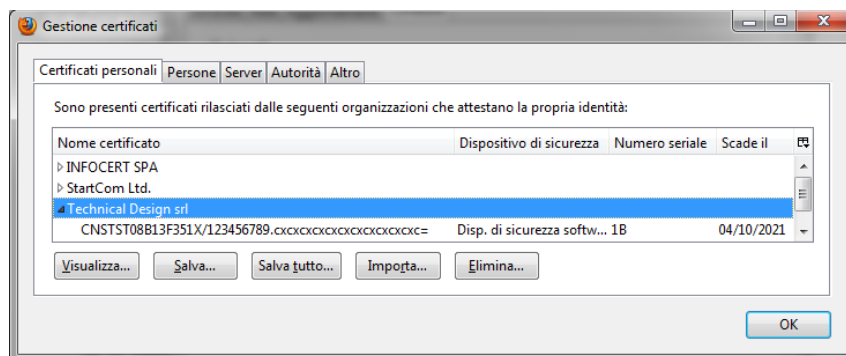 Gestione certificati
Certificati personali Persone Server Autorità Altro
Sono presenti certificati rilasciati dalle seguenti organizzazioni che attestano la propria identità:
Nome certificato Dispositivo di sicurezza Numero seriale Scade il
INFOCERT SPA
StartCom Ltd.
Technical Design srl
CNSTST08B13F351X/123456789.cxcxcxcxcxcxcxcxcxcxcxcxc= Disp. di sicurezza softw... 1B 04/10/2021
Visualizza... Salva... Salva tutto... Importa... Elimina...
OK